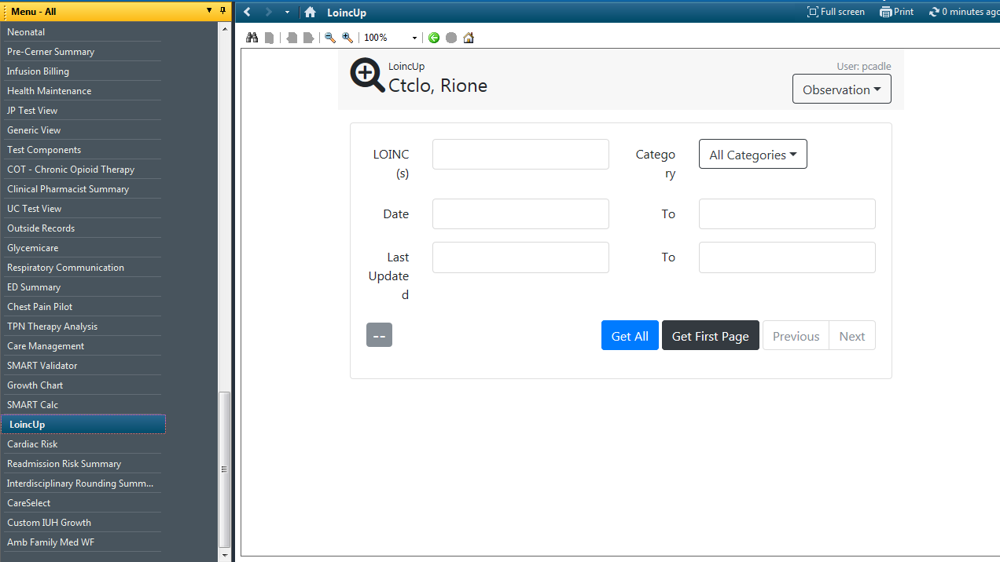 Menu - All
Neonatal
Pre-Cerner Summary
Infusion Billing
Health Maintenance
JP Test View
Generic View
Test Components
COT - Chronic Opioid Therapy
Clinical Pharmacist Summary
UC Test View
Outside Records
Glycemicare
Respiratory Communication
ED Summary
Chest Pain Pilot
TPN Therapy Analysis
Care Management
SMART Validator
Growth Chart
SMART Calc
LoincUp
Cardiac Risk
Readmission Risk Summary
Interdisciplinary Rounding Summ...
CareSelect
Custom IUH Growth
Amb Family Med WF
LoincUp
Full screen
Print
0 minutes ago
100%
LoincUp
Ctclo, Rione
User: pcadle
Observation
LOINC
(s)
Catego
ry
All Categories
Date
To
Last
Update
d
To
--
Get All
Get First Page
Previous
Next